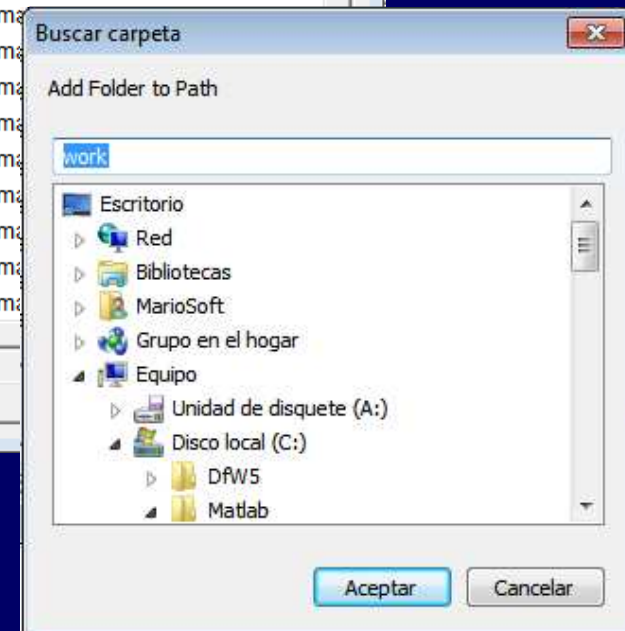 Buscar carpeta
Add Folder to Path
work
Escritorio
Red
Bibliotecas
MarioSoft
Grupo en el hogar
Equipo
Unidad de disquete (A:)
Disco local (C:)
DfW5
Matlab
Aceptar
Cancelar